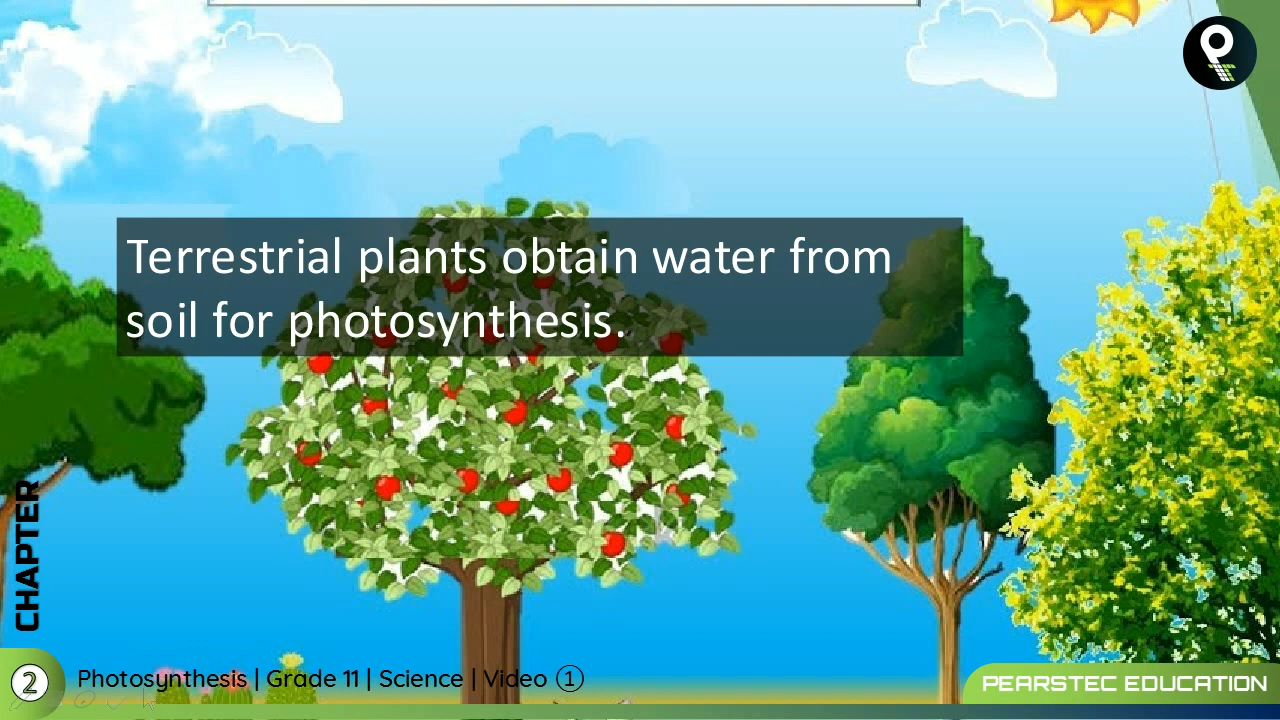 Terrestrial plants obtain water from
soil for photosynthesis.
CHAPTER
2
Photosynthesis | Grade 11 | Science | Video ①
PEARSTEC EDUCATION